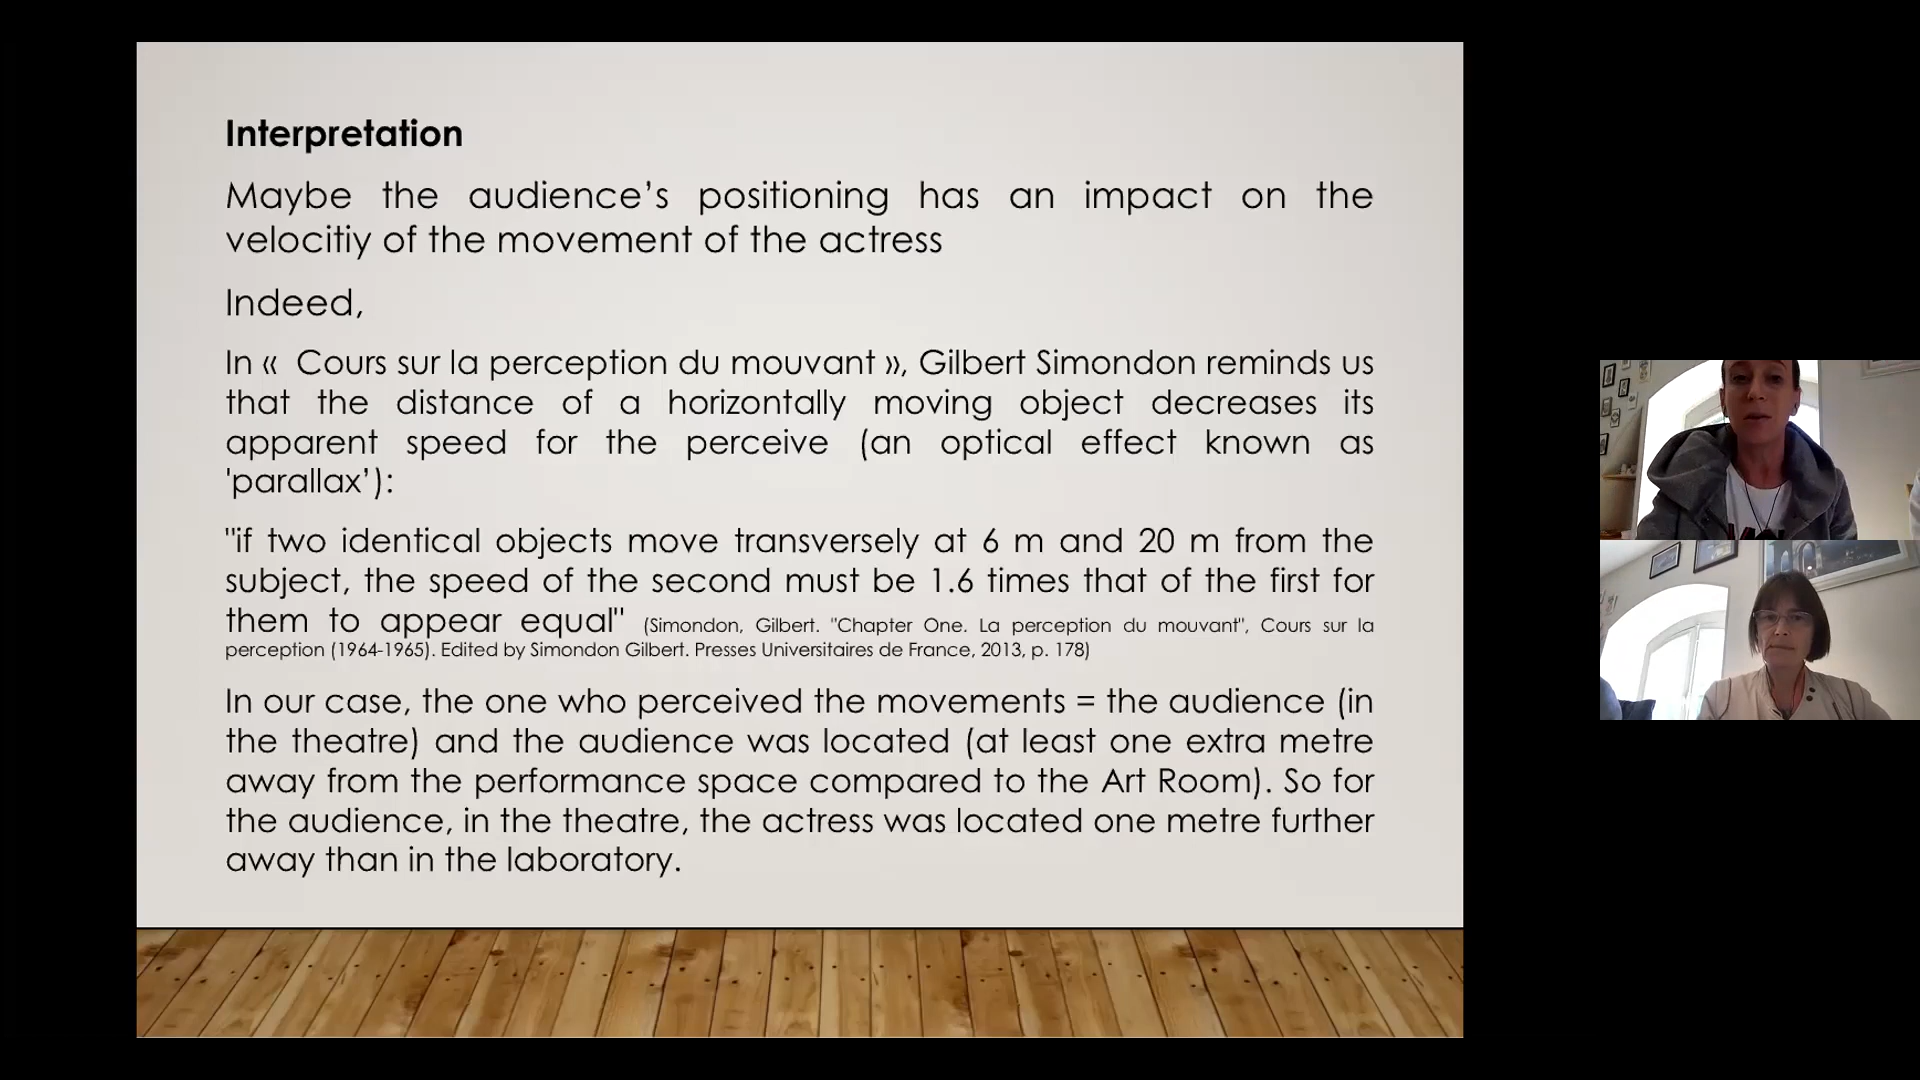 Interpretation
Maybe the audience’s positioning has an impact on the
velocitiy of the movement of the actress
Indeed,
In «  Cours sur la perception du mouvant », Gilbert Simondon reminds us
that the distance of a horizontally moving object decreases its
apparent speed for the perceive (an optical effect known as
'parallax’):
"if two identical objects move transversely at 6 m and 20 m from the
subject, the speed of the second must be 1.6 times that of the first for
them to appear equal" (Simondon, Gilbert. "Chapter One. La perception du mouvant", Cours sur la
perception (1964-1965). Edited by Simondon Gilbert. Presses Universitaires de France, 2013, p. 178)
In our case, the one who perceived the movements = the audience (in
the theatre) and the audience was located (at least one extra metre
away from the performance space compared to the Art Room). So for
the audience, in the theatre, the actress was located one metre further
away than in the laboratory.